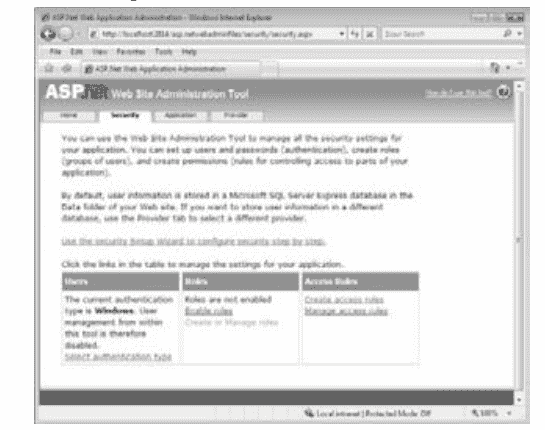 ASP.Net Web Application Administration - Windows Internet Explorer
Live Search
File Edit View Favorites Tools Help
ASP.Net Web Application Administration
ASP.net Web Site Administration Tool
How do I use this tool?
Home Security Application Provider
You can use the Web Site Administration Tool to manage all the security settings for
your application. You can set up users and passwords (authentication), create roles
(groups of users), and create permissions (rules for controlling access to parts of your
application).
By default, user information is stored in a Microsoft SQL Server Express database in the
Data folder of your Web site. If you want to store user information in a different
database, use the Provider tab to select a different provider.
Use the security Setup Wizard to configure security step by step.
Click the links in the table to manage the settings for your application.
Users Roles Access Rules
The current authentication
type is Windows. User
management from within
this tool is therefore
disabled.
Select authentication type
Roles are not enabled
Enable roles
Create or Manage roles
Create access rules
Manage access rules
Local intranet | Protected Mode: Off
100%